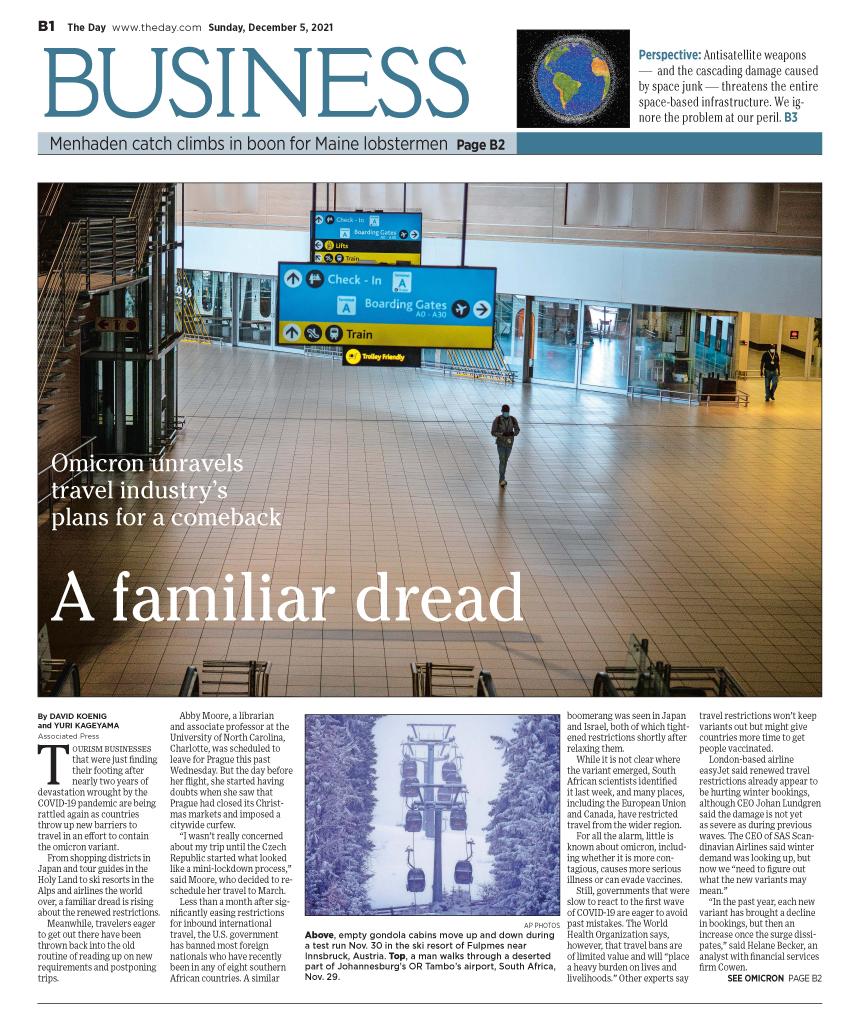 B1 The Day www.theday.com Sunday, December 5, 2021
BUSINESS
Perspective: Antisatellite weapons
— and the cascading damage caused
by space junk — threatens the entire
space-based infrastructure. We ig-
nore the problem at our peril. B3
Menhaden catch climbs in boon for Maine lobstermen Page B2
Check - In
A
Boarding Gates
A0 - A30
Lifts
Train
Check - In
A
Boarding Gates
A0 - A30
Train
Trolley Friendly
Omicron unravels
travel industry's
plans for a comeback
A familiar dread
By DAVID KOENIG
and YURI KAGEYAMA
Associated Press
TOURISM BUSINESSES
that were just finding
their footing after
nearly two years of
devastation wrought by the
COVID-19 pandemic are being
rattled again as countries
throw up new barriers to
travel in an effort to contain
the omicron variant.
From shopping districts in
Japan and tour guides in the
Holy Land to ski resorts in the
Alps and airlines the world
over, a familiar dread is rising
about the renewed restrictions.
Meanwhile, travelers eager
to get out there have been
thrown back into the old
routine of reading up on new
requirements and postponing
trips.
Abby Moore, a librarian
and associate professor at the
University of North Carolina,
Charlotte, was scheduled to
leave for Prague this past
Wednesday. But the day before
her flight, she started having
doubts when she saw that
Prague had closed its Christ-
mas markets and imposed a
citywide curfew.
"I wasn't really concerned
about my trip until the Czech
Republic started what looked
like a mini-lockdown process,"
said Moore, who decided to re-
schedule her travel to March.
Less than a month after sig-
nificantly easing restrictions
for inbound international
travel, the U.S. government
has banned most foreign
nationals who have recently
been in any of eight southern
African countries. A similar
AP PHOTOS
Above, empty gondola cabins move up and down during
a test run Nov. 30 in the ski resort of Fulpmes near
Innsbruck, Austria. Top, a man walks through a deserted
part of Johannesburg's OR Tambo's airport, South Africa,
Nov. 29.
boomerang was seen in Japan
and Israel, both of which tight-
ened restrictions shortly after
relaxing them.
While it is not clear where
the variant emerged, South
African scientists identified
it last week, and many places,
including the European Union
and Canada, have restricted
travel from the wider region.
For all the alarm, little is
known about omicron, includ-
ing whether it is more con-
tagious, causes more serious
illness or can evade vaccines.
Still, governments that were
slow to react to the first wave
of COVID-19 are eager to avoid
past mistakes. The World
Health Organization says,
however, that travel bans are
of limited value and will "place
a heavy burden on lives and
livelihoods." Other experts say
travel restrictions won't keep
variants out but might give
countries more time to get
people vaccinated.
London-based airline
easyJet said renewed travel
restrictions already appear to
be hurting winter bookings,
although CEO Johan Lundgren
said the damage is not yet
as severe as during previous
waves. The CEO of SAS Scan-
dinavian Airlines said winter
demand was looking up, but
now we "need to figure out
what the new variants may
mean."
"In the past year, each new
variant has brought a decline
in bookings, but then an
increase once the surge dissi-
pates," said Helane Becker, an
analyst with financial services
firm Cowen.
SEE OMICRON PAGE B2